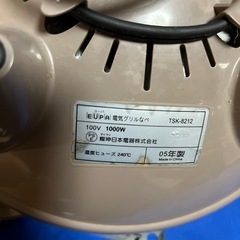 EUPA 電気グリルなべ TSK-8212
100V 1000W
燦坤日本電器株式会社
温度ヒューズ 240℃
05年製
Made in China